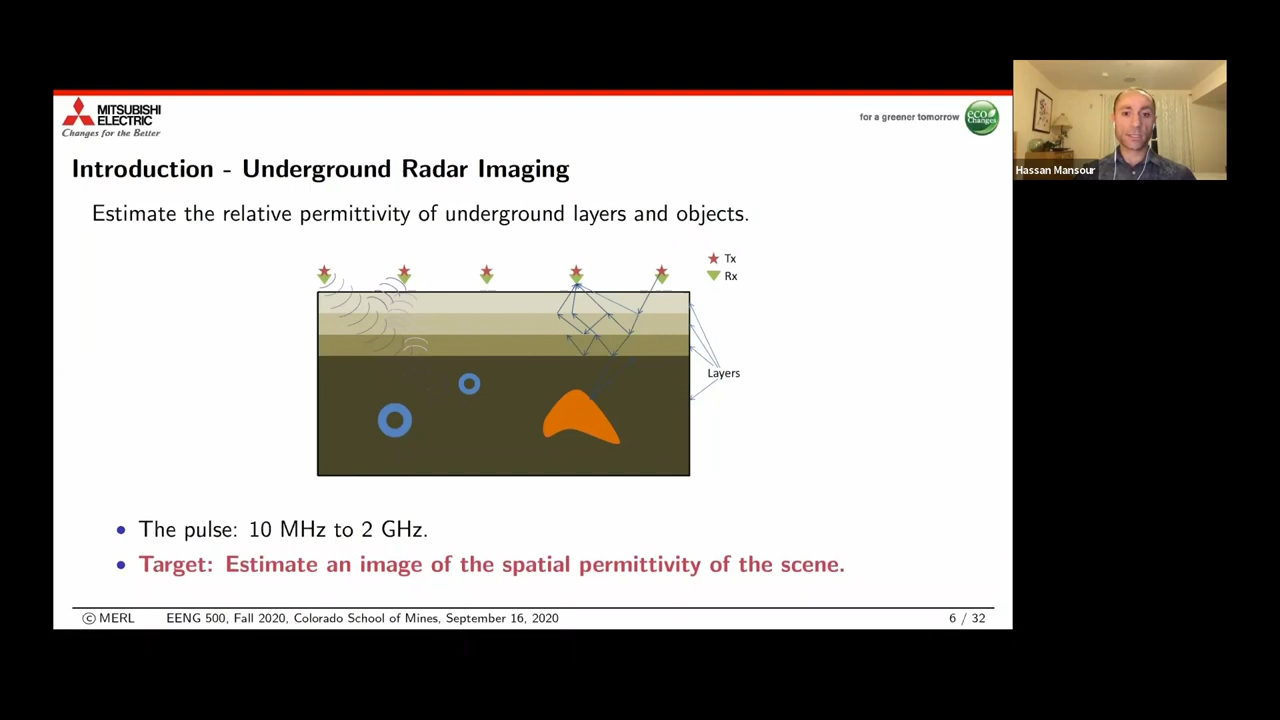 MITSUBISHI
ELECTRIC
Changes for the Better
for a greener tomorrow
eco
Changes
Hassan Mansour
Introduction - Underground Radar Imaging
Estimate the relative permittivity of underground layers and objects.
Tx
Rx
Layers
• The pulse: 10 MHz to 2 GHz.
• Target: Estimate an image of the spatial permittivity of the scene.
© MERL EENG 500, Fall 2020, Colorado School of Mines, September 16, 2020 6 / 32